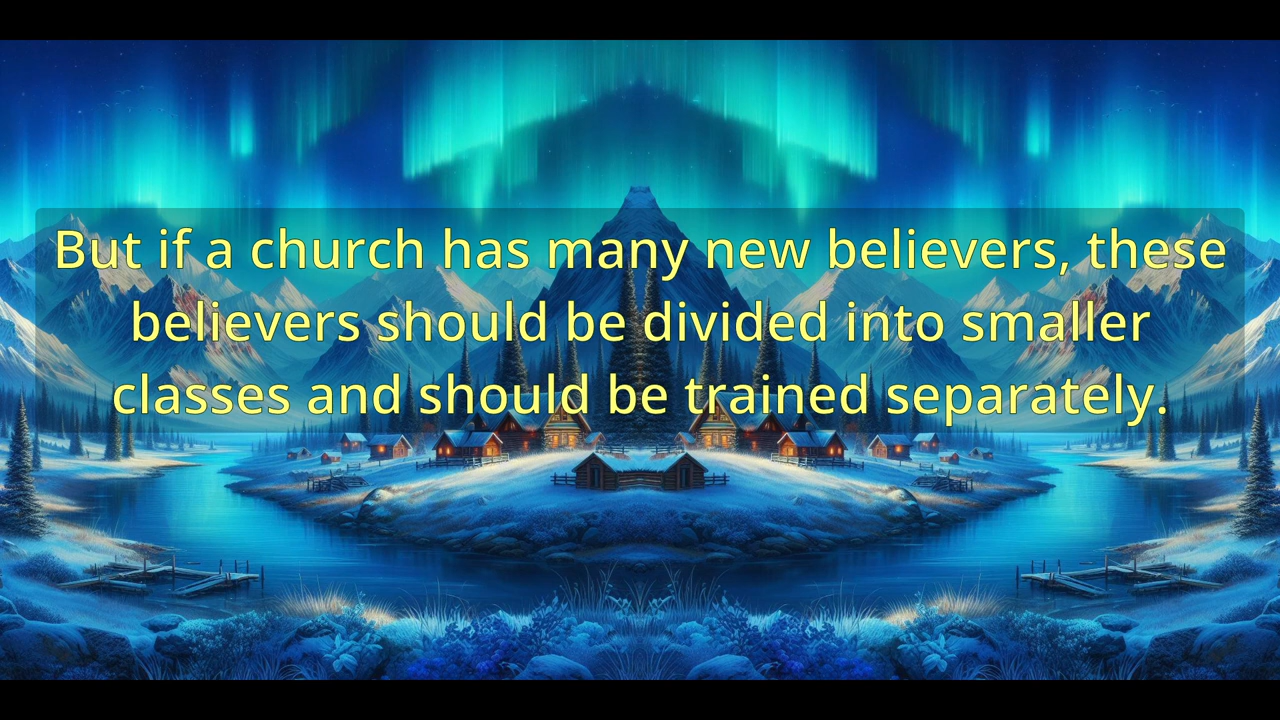 But if a church has many new believers, these
believers should be divided into smaller
classes and should be trained separately.